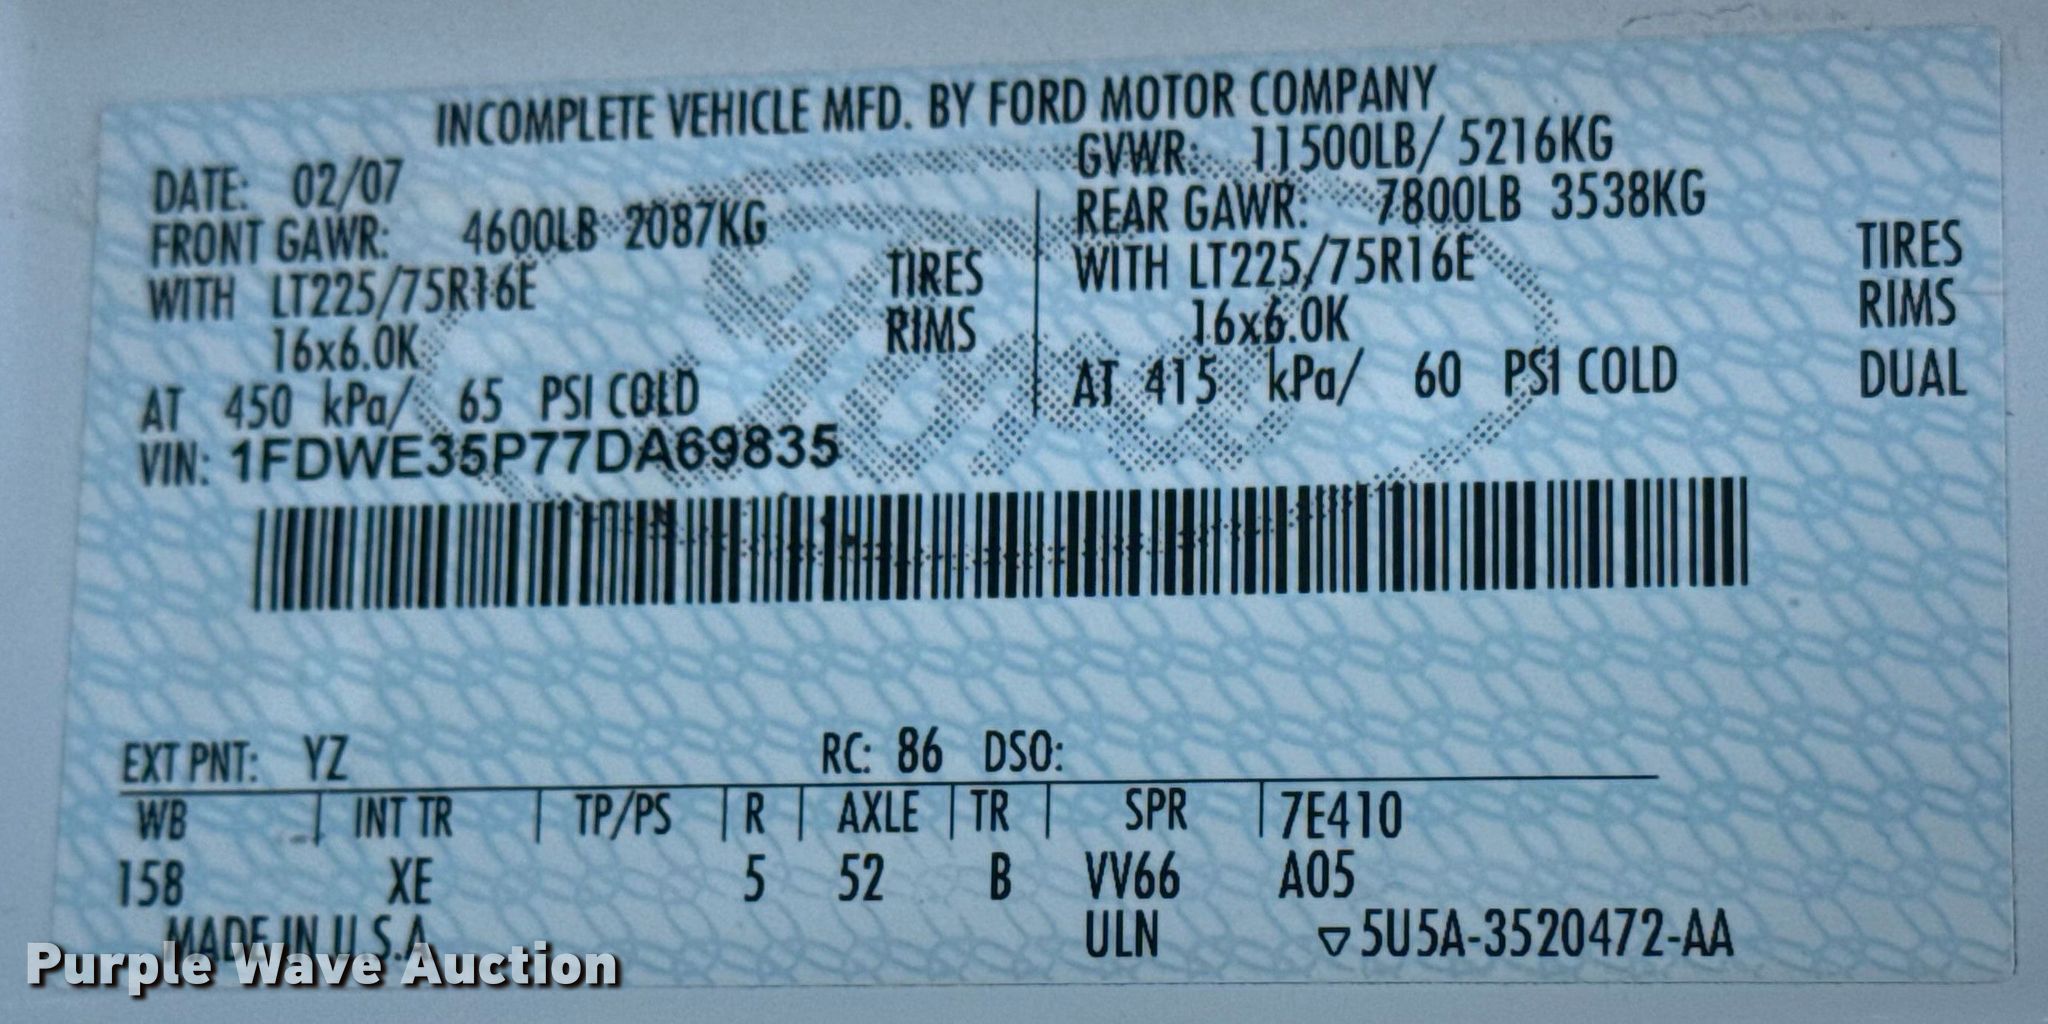 INCOMPLETE VEHICLE MFD. BY FORD MOTOR COMPANY
DATE: 02/07
GVWR: 11500LB/ 5216KG
FRONT GAWR: 4600LB 2087KG
REAR GAWR: 7800LB 3538KG
WITH LT225/75R16E TIRES
WITH LT225/75R16E TIRES
16x6.0K RIMS
16x6.0K RIMS
AT 450 kPa/ 65 PSI COLD
AT 415 kPa/ 60 PSI COLD DUAL
VIN: 1FDWE35P77DA69835
Ford
EXT PNT: YZ RC: 86 DSO:
WB | INT TR | TP/PS | R | AXLE | TR | SPR | 7E410
158 XE 5 52 B VV66 A05
MADE IN U.S.A. ULN ▽5U5A-3520472-AA
Purple Wave Auction